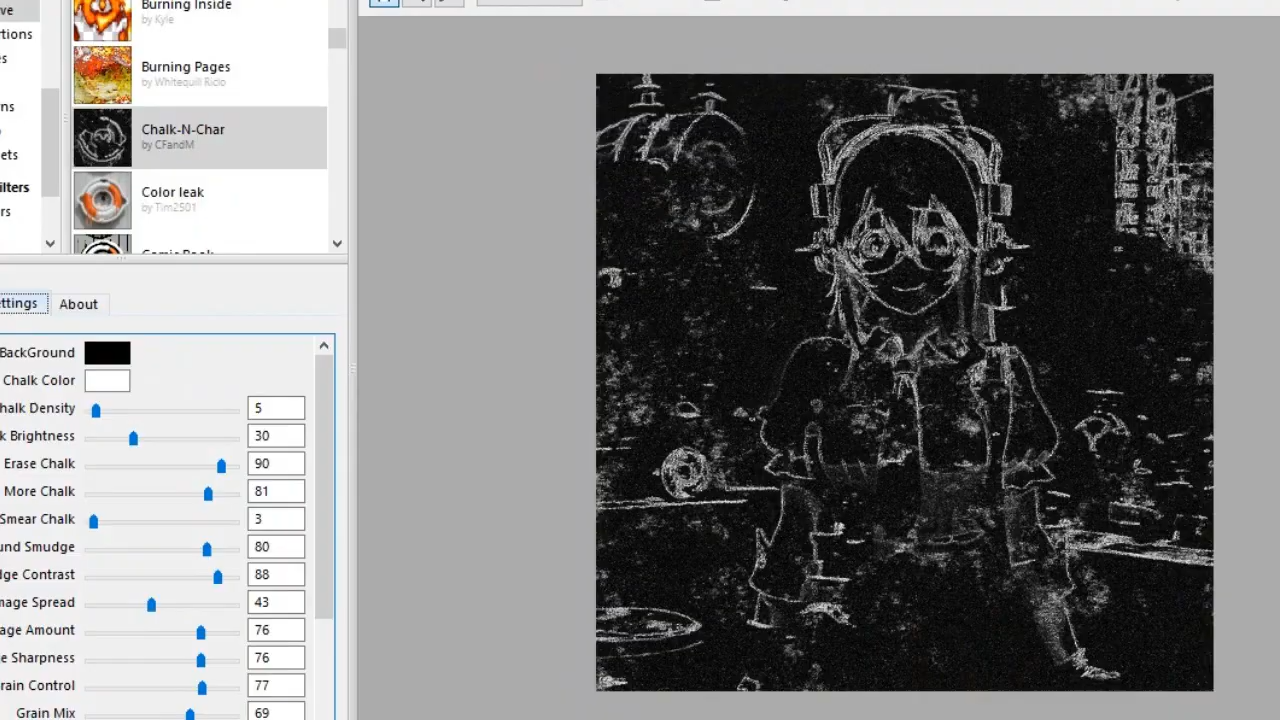 ve
rtions
s
ns
ets
ilters
rs
Burning Inside
by Kyle
Burning Pages
by Whitequill Riclo
Chalk-N-Char
by CFandM
Color leak
by Tim2501
ettings
About
BackGround
Chalk Color
halk Density 5
k Brightness 30
Erase Chalk 90
More Chalk 81
Smear Chalk 3
und Smudge 80
dge Contrast 88
mage Spread 43
age Amount 76
e Sharpness 76
rain Control 77
Grain Mix 69